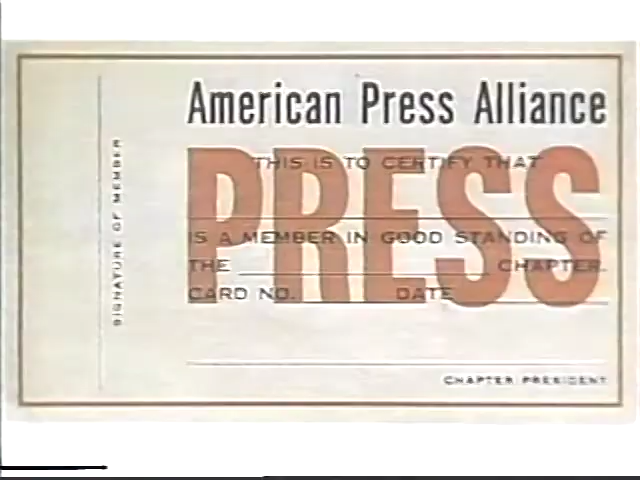 American Press Alliance
PRESS
THIS IS TO CERTIFY THAT
IS A MEMBER IN GOOD STANDING OF
THE CHAPTER.
CARD NO. DATE
CHAPTER PRESIDENT
SIGNATURE OF MEMBER